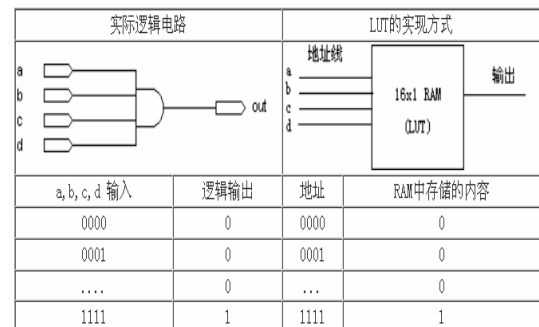 实际逻辑电路 LUT的实现方式
a
b
c
d
out
地址线
a
b
c
d
16x1 RAM
(LUT)
输出
a,b,c,d 输入 逻辑输出 地址 RAM中存储的内容
0000 0 0000 0
0001 0 0001 0
.... 0 ... 0
1111 1 1111 1